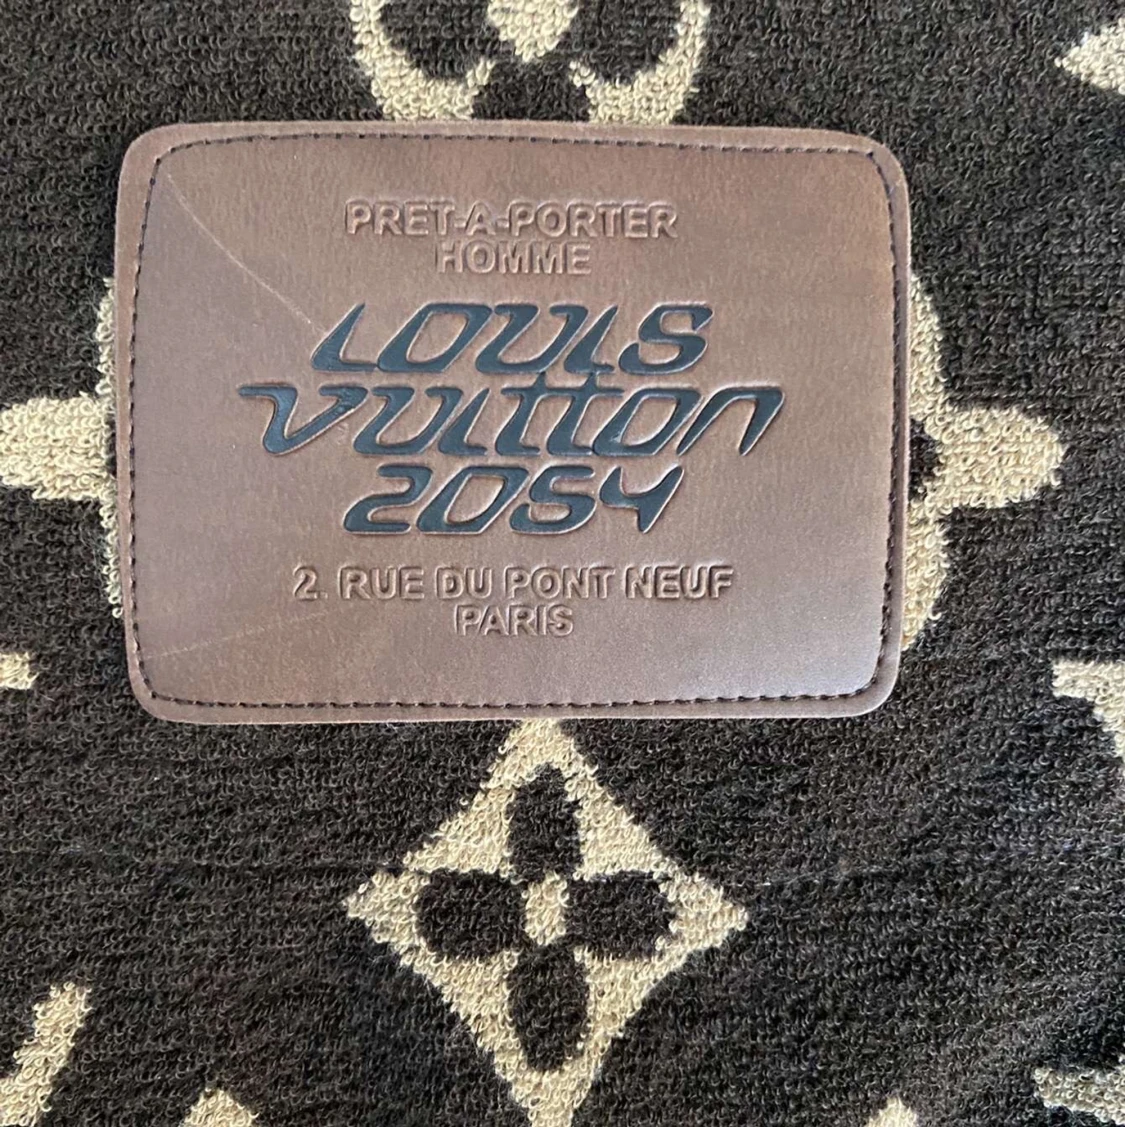 PRET-A-PORTER
HOMME
LOUIS
VUITTON
2054
2. RUE DU PONT NEUF
PARIS